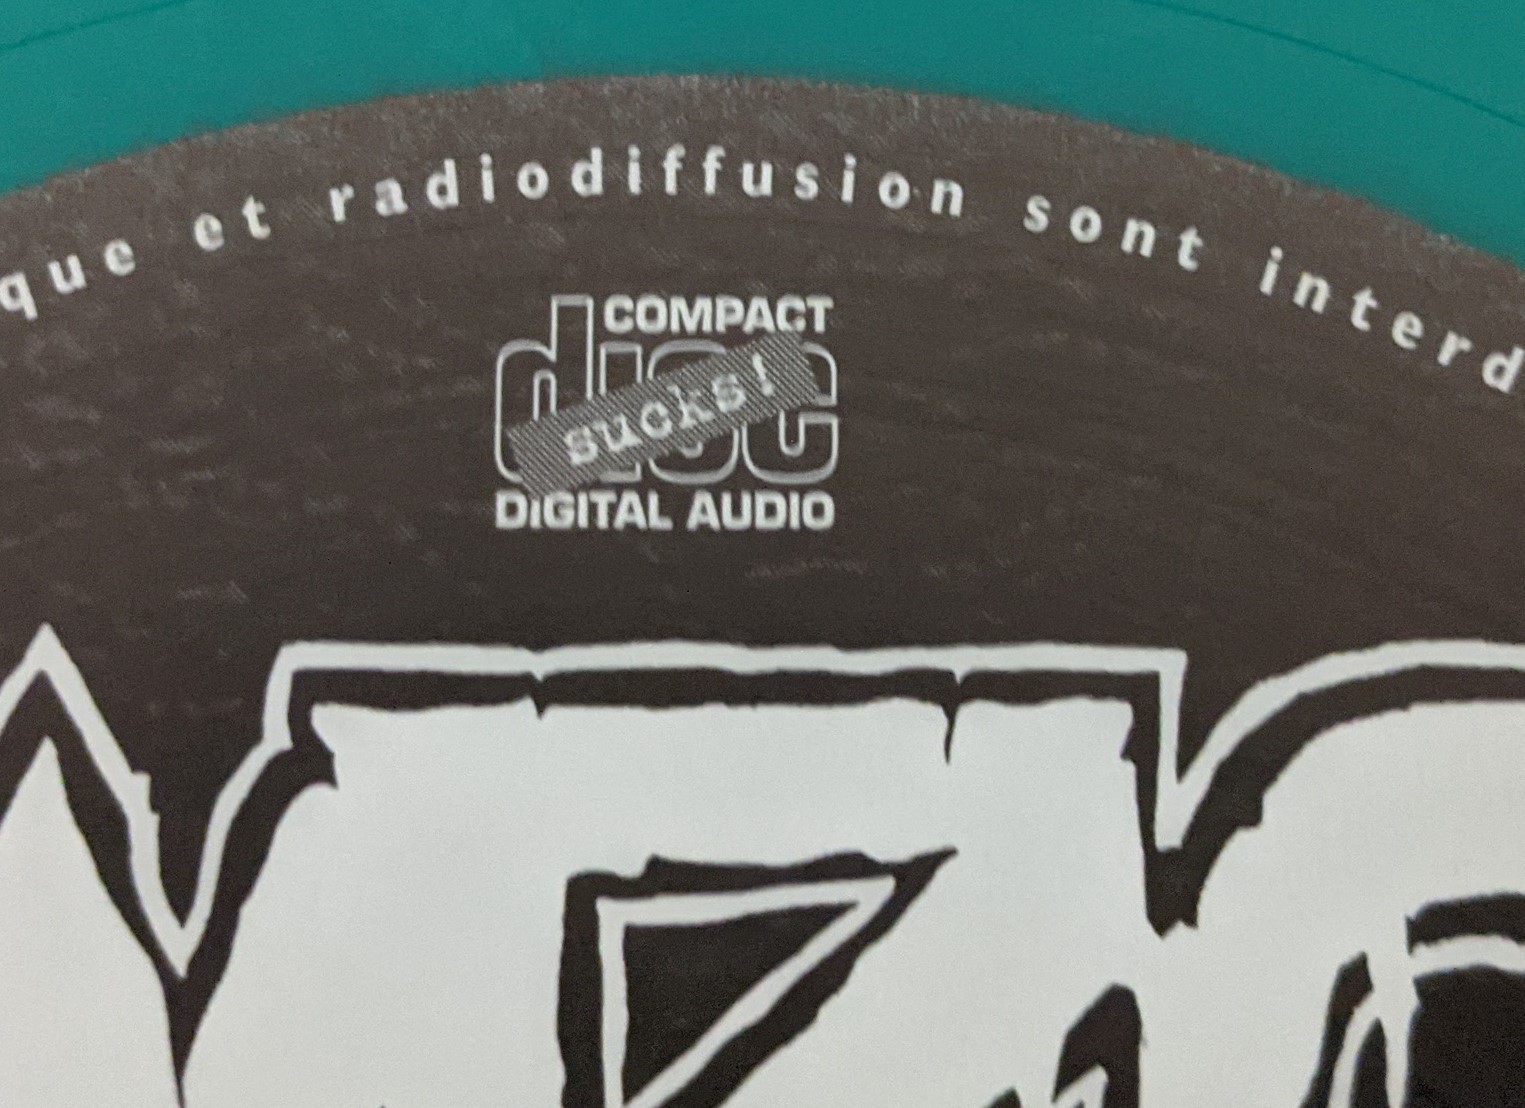 que et radiodiffusion sont interd
COMPACT
disc
sucks!
DIGITAL AUDIO